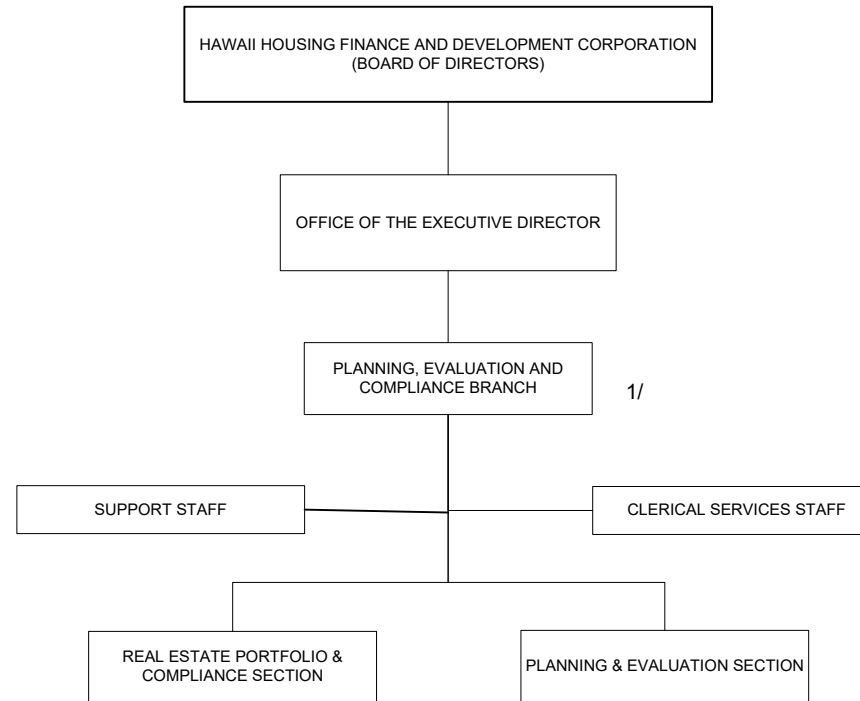 HAWAII HOUSING FINANCE AND DEVELOPMENT CORPORATION
(BOARD OF DIRECTORS)
OFFICE OF THE EXECUTIVE DIRECTOR
PLANNING, EVALUATION AND
COMPLIANCE BRANCH
1/
SUPPORT STAFF
CLERICAL SERVICES STAFF
REAL ESTATE PORTFOLIO &
COMPLIANCE SECTION
PLANNING & EVALUATION SECTION